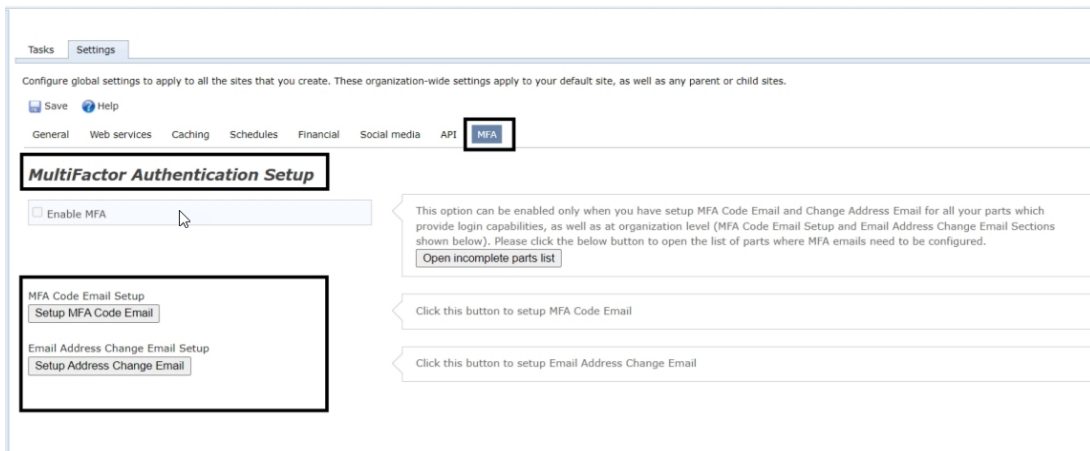 Tasks Settings
Configure global settings to apply to all the sites that you create. These organization-wide settings apply to your default site, as well as any parent or child sites.
Save Help
General Web services Caching Schedules Financial Social media API MFA
MultiFactor Authentication Setup
Enable MFA
This option can be enabled only when you have setup MFA Code Email and Change Address Email for all your parts which
provide login capabilities, as well as at organization level (MFA Code Email Setup and Email Address Change Email Sections
shown below). Please click the below button to open the list of parts where MFA emails need to be configured.
Open incomplete parts list
MFA Code Email Setup
Setup MFA Code Email
Click this button to setup MFA Code Email
Email Address Change Email Setup
Setup Address Change Email
Click this button to setup Email Address Change Email